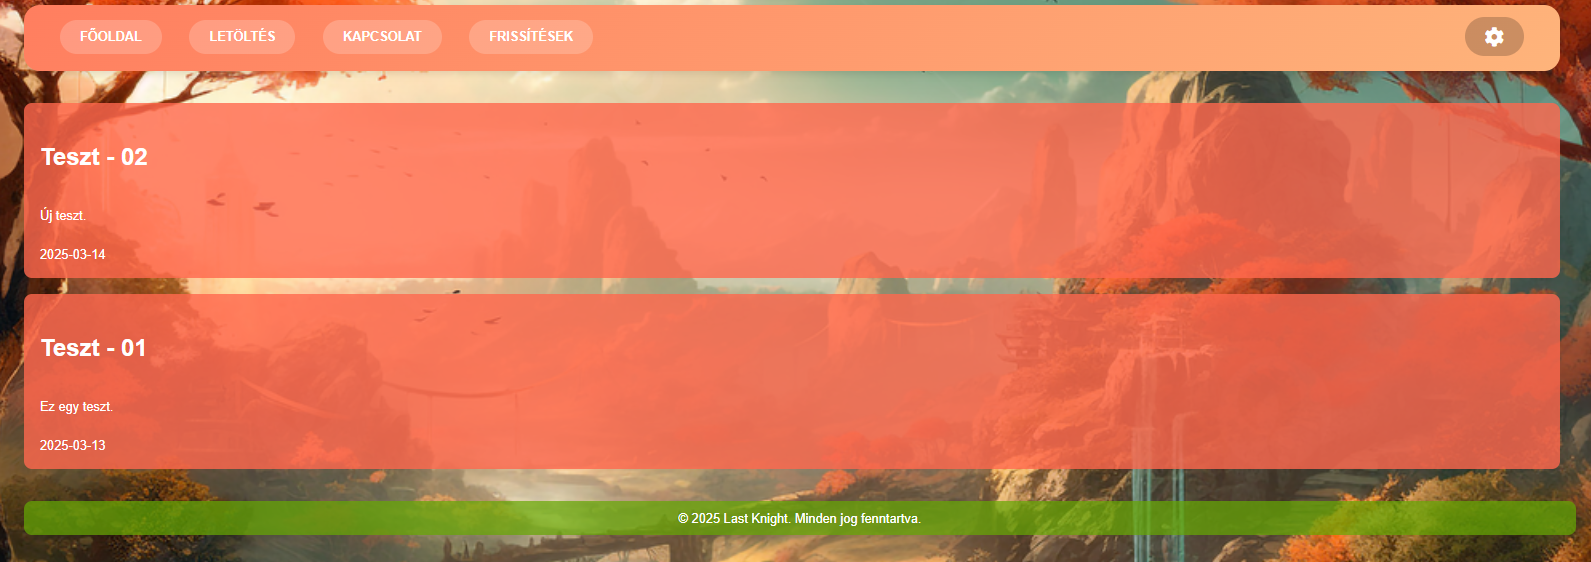 FŐOLDAL LETÖLTÉS KAPCSOLAT FRISSÍTÉSEK
Teszt - 02
Új teszt.
2025-03-14
Teszt - 01
Ez egy teszt.
2025-03-13
© 2025 Last Knight. Minden jog fenntartva.